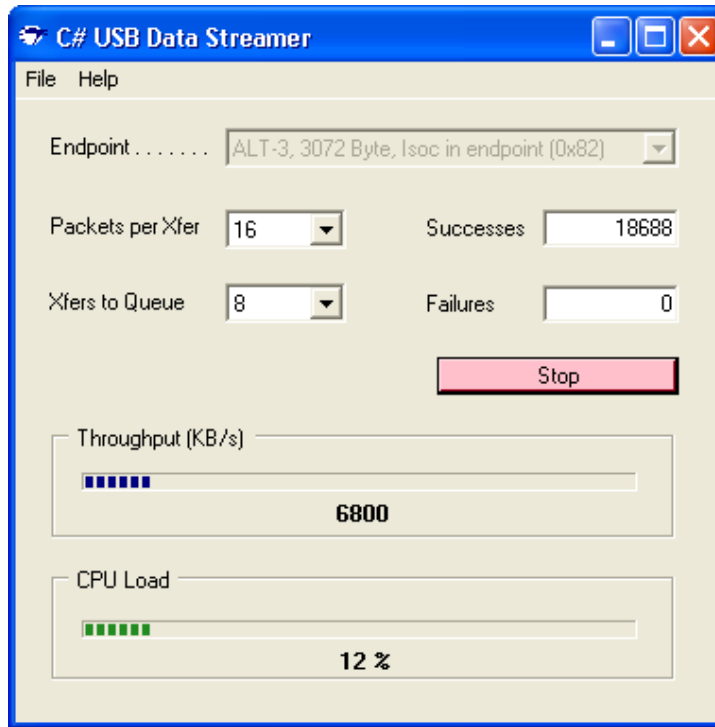 C# USB Data Streamer
File Help
Endpoint . . . . . . . ALT-3, 3072 Byte, Isoc in endpoint (0x82)
Packets per Xfer 16 Successes 18688
Xfers to Queue 8 Failures 0
Stop
Throughput (KB/s)
6800
CPU Load
12 %